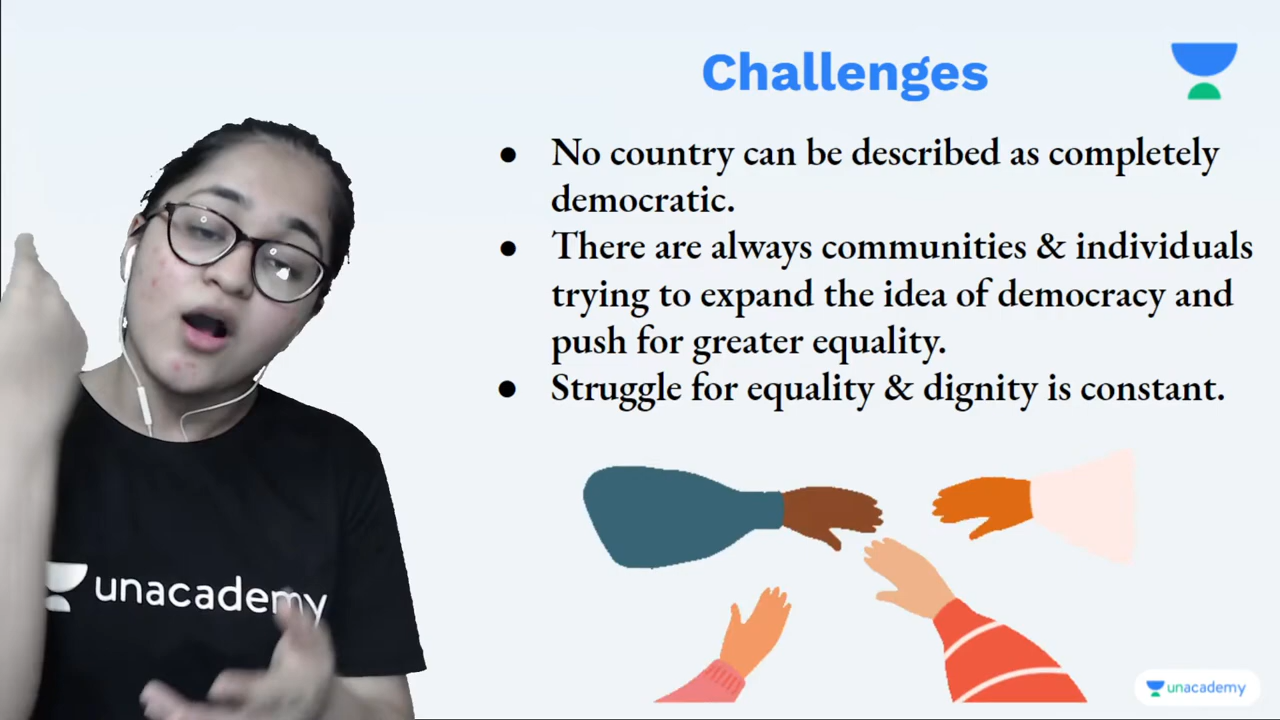 Challenges
● No country can be described as completely
democratic.
● There are always communities & individuals
trying to expand the idea of democracy and
push for greater equality.
● Struggle for equality & dignity is constant.
unacademy
unacademy